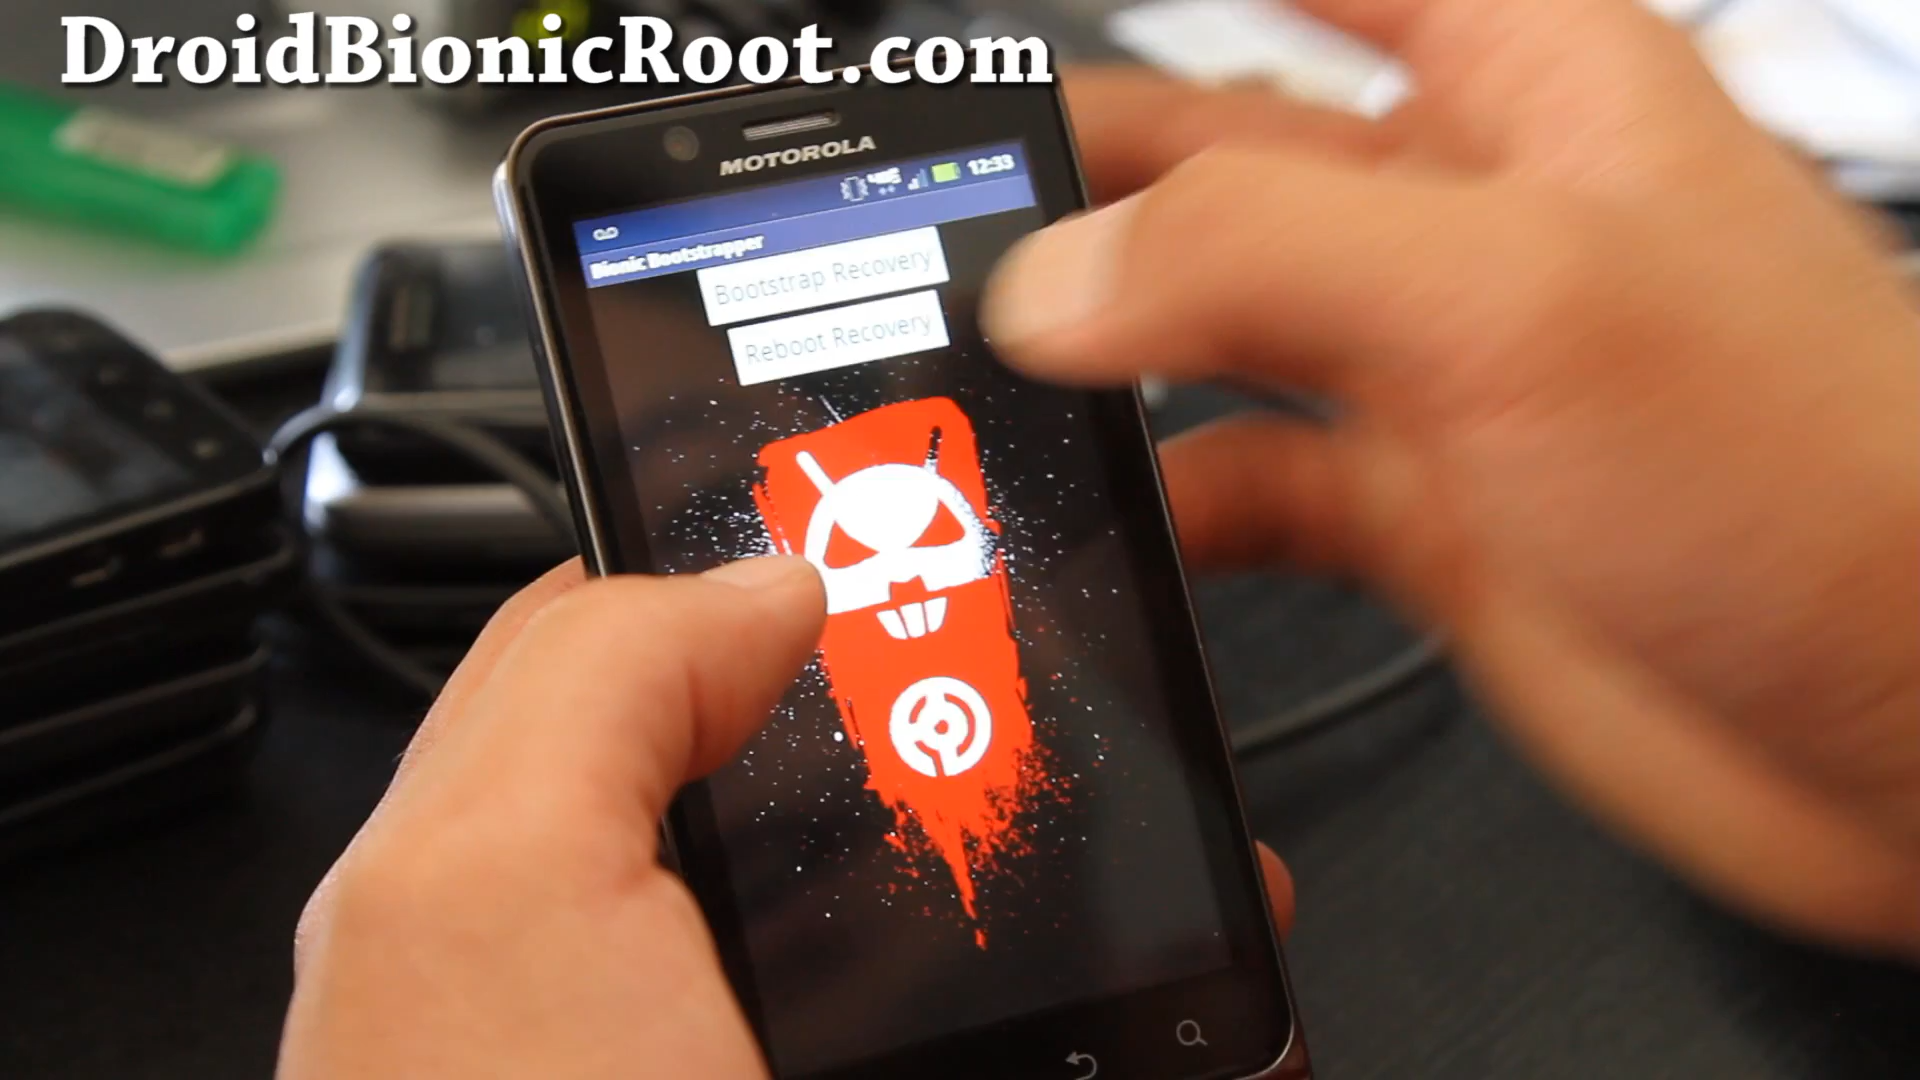 DroidBionicRoot.com
MOTOROLA
12:33
Bionic Bootstrapper
Bootstrap Recovery
Reboot Recovery